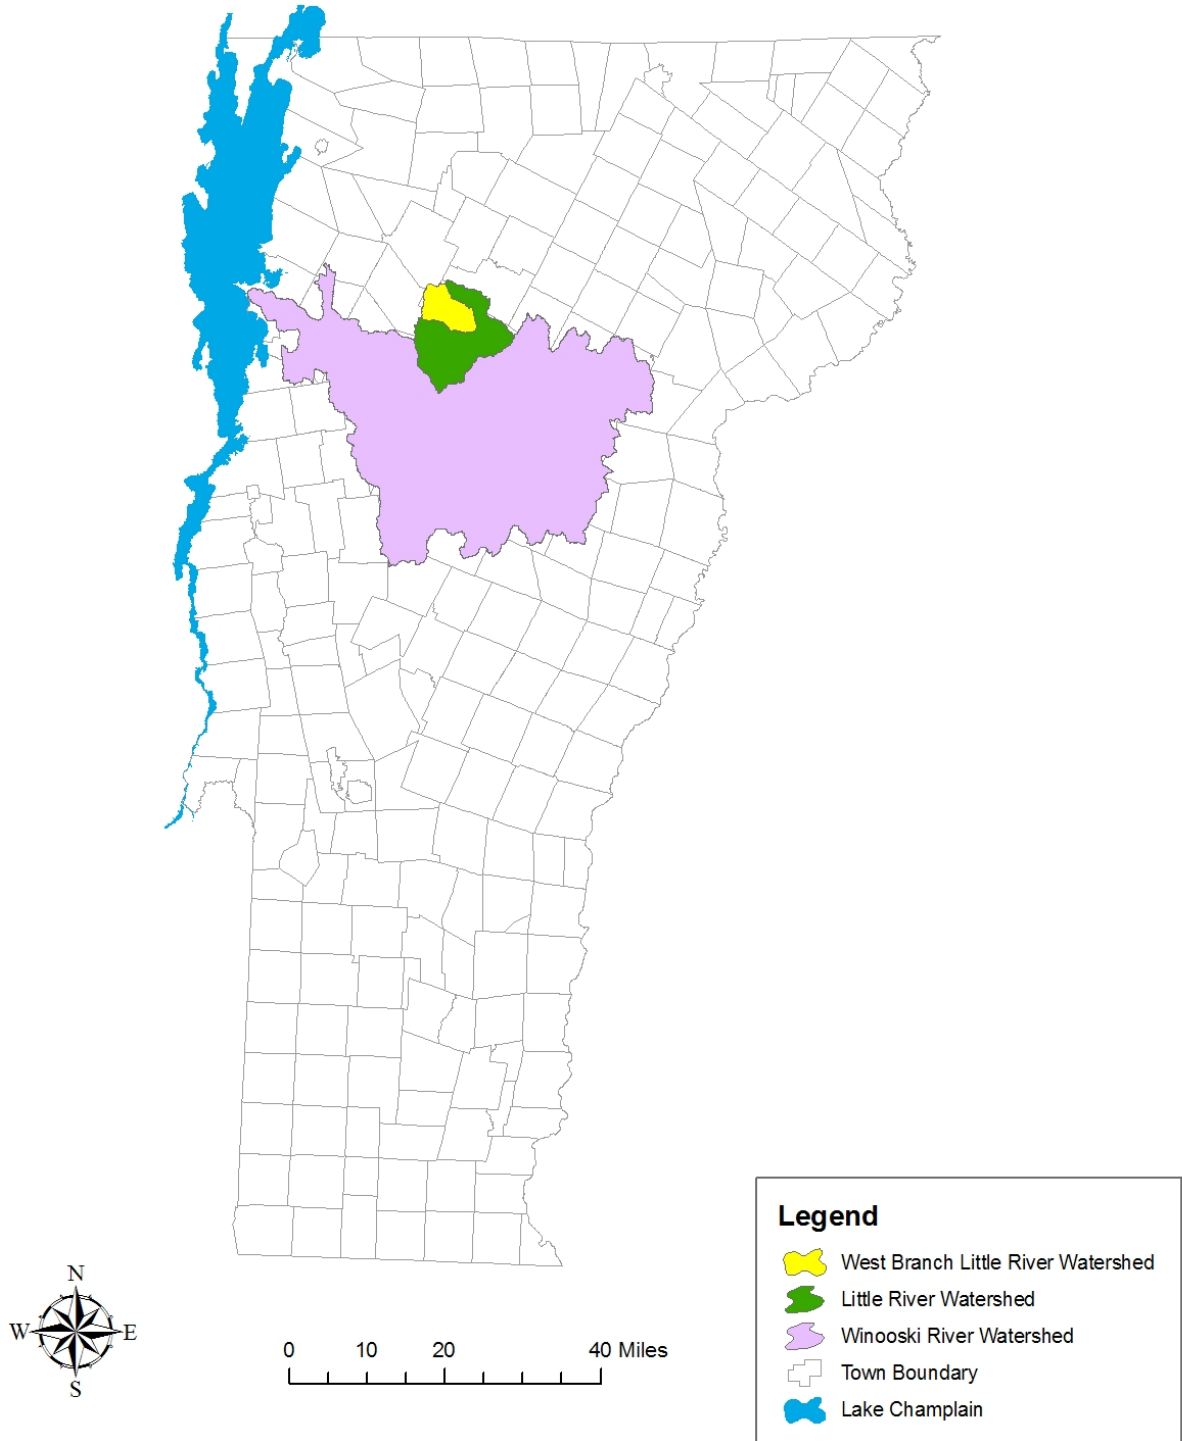 Legend
West Branch Little River Watershed
Little River Watershed
Winooski River Watershed
Town Boundary
Lake Champlain
N
W E
S
0 10 20 40 Miles